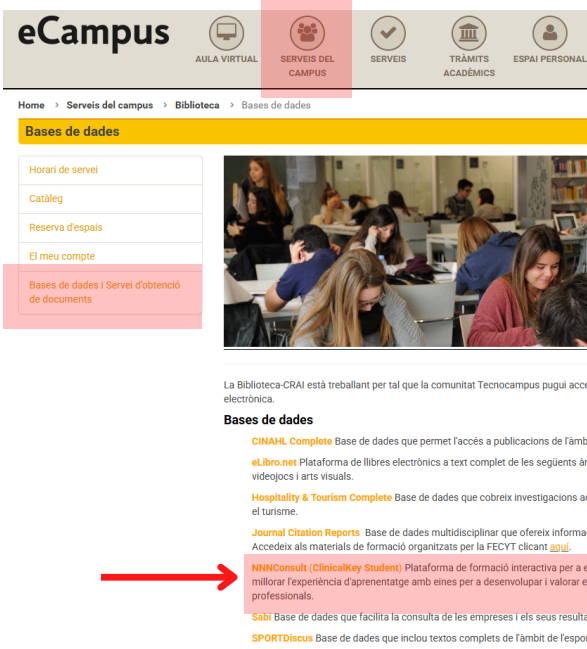 eCampus
AULA VIRTUAL
SERVEIS DEL
CAMPUS
SERVEIS
TRÀMITS
ACADÈMICS
ESPAI PERSONAL
Home > Serveis del campus > Biblioteca > Bases de dades
Bases de dades
Horari de servei
Catàleg
Reserva d'espais
El meu compte
Bases de dades i Servei d'obtenció
de documents
La Biblioteca-CRAI està treballant per tal que la comunitat Tecnocampus pugui
electrònica.
Bases de dades
CINAHL Complete Base de dades que permet l'accés a publicacions de
eLibro.net Plataforma de llibres electrònics a text complet de les següents
videojocs i arts visuals.
Hospitality & Tourism Complete Base de dades que cobreix investigacions
el turisme.
Journal Citation Reports Base de dades multidisciplinar que ofereix
Accedeix als materials de formació organitzats per la FECYT clicant aquí.
NNNConsult (ClinicalKey Student) Plataforma de formació interactiva per a
millorar l'experiència d'aprenentatge amb eines per a desenvolupar i valorar
professionals.
Sabi Base de dades que facilita la consulta de les empreses i els seus
SPORTDiscus Base de dades que inclou textos complets de l'àmbit de